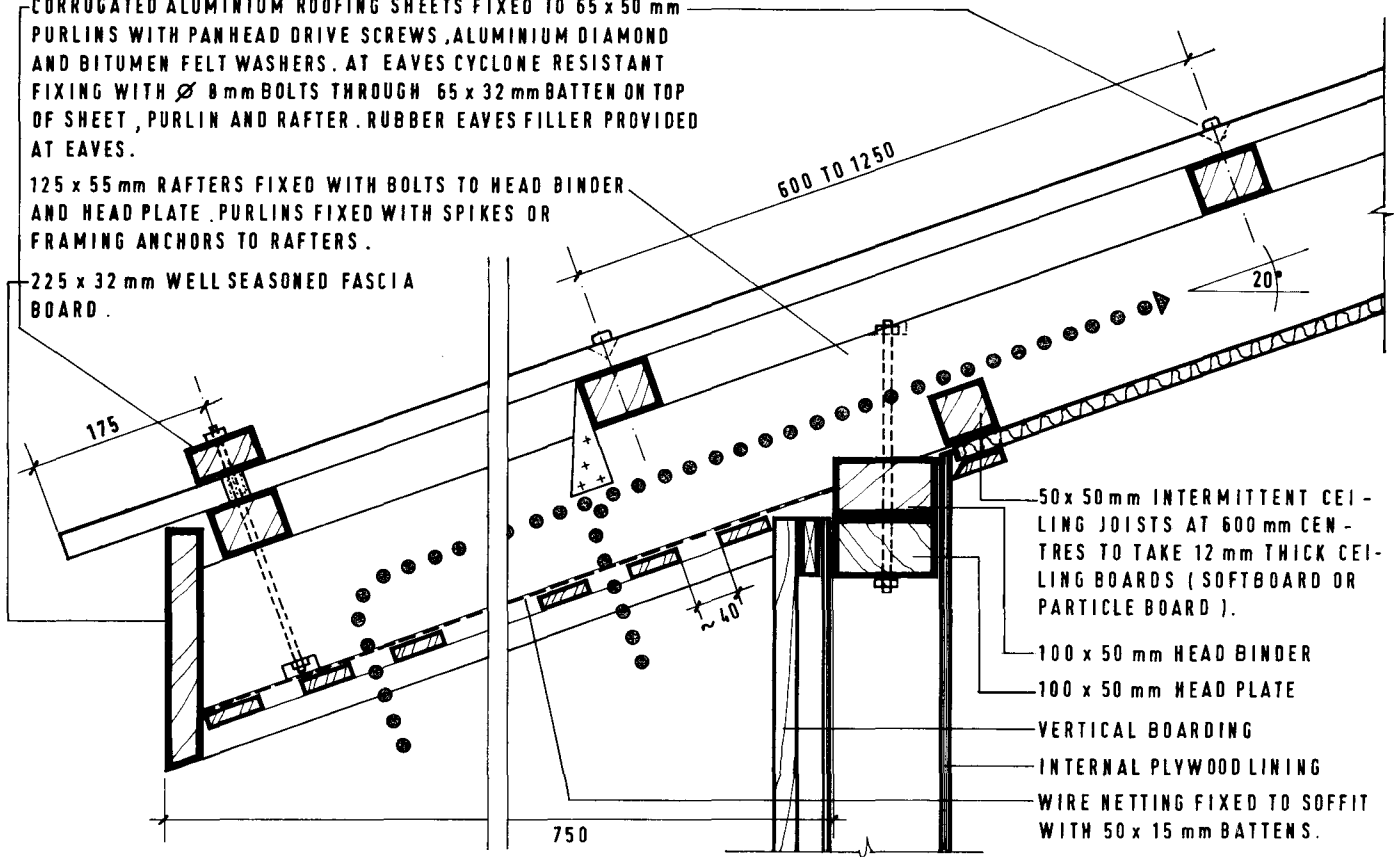 CORRUGATED ALUMINIUM ROOFING SHEETS FIXED TO 65 x 50 mm
PURLINS WITH PANHEAD DRIVE SCREWS, ALUMINIUM DIAMOND
AND BITUMEN FELT WASHERS. AT EAVES CYCLONE RESISTANT
FIXING WITH Ø 8 mm BOLTS THROUGH 65 x 32 mm BATTEN ON TOP
OF SHEET, PURLIN AND RAFTER. RUBBER EAVES FILLER PROVIDED
AT EAVES.
125 x 55 mm RAFTERS FIXED WITH BOLTS TO HEAD BINDER
AND HEAD PLATE. PURLINS FIXED WITH SPIKES OR
FRAMING ANCHORS TO RAFTERS.
225 x 32 mm WELL SEASONED FASCIA
BOARD.
600 TO 1250
20°
175
~ 40
50 x 50 mm INTERMITTENT CEI-
LING JOISTS AT 600 mm CEN-
TRES TO TAKE 12 mm THICK CEI-
LING BOARDS (SOFTBOARD OR
PARTICLE BOARD).
100 x 50 mm HEAD BINDER
100 x 50 mm HEAD PLATE
VERTICAL BOARDING
INTERNAL PLYWOOD LINING
WIRE NETTING FIXED TO SOFFIT
WITH 50 x 15 mm BATTENS.
750